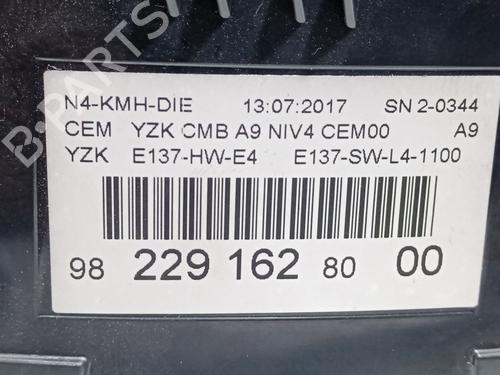 N4-KMH-DIE 13:07:2017 SN 2-0344
CEM YZK CMB A9 NIV4 CEM00 A9
YZK E137-HW-E4 E137-SW-L4-1100
98 229 162 80 00